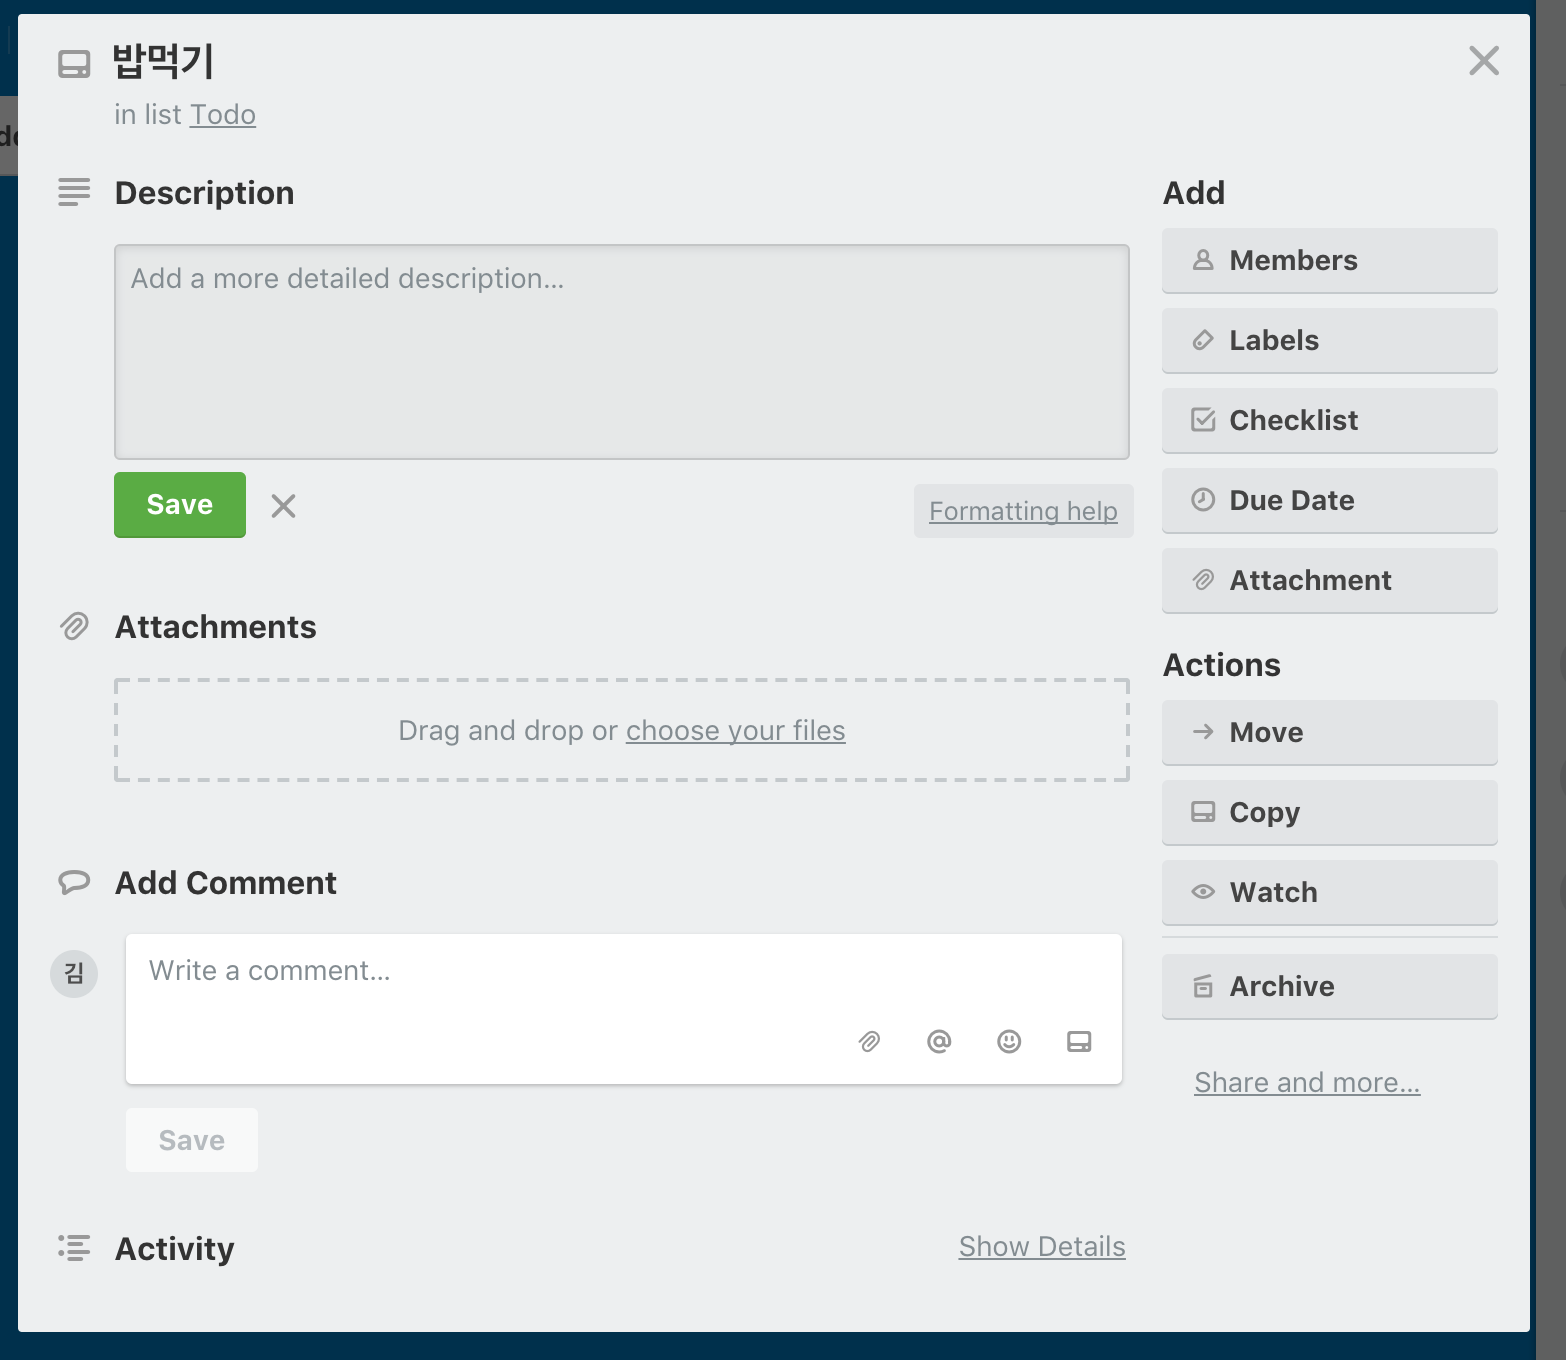 밥먹기
in list Todo
Description
Add a more detailed description...
Save
Formatting help
Attachments
Drag and drop or choose your files
Add Comment
김
Write a comment...
Save
Activity
Show Details
Add
Members
Labels
Checklist
Due Date
Attachment
Actions
Move
Copy
Watch
Archive
Share and more...